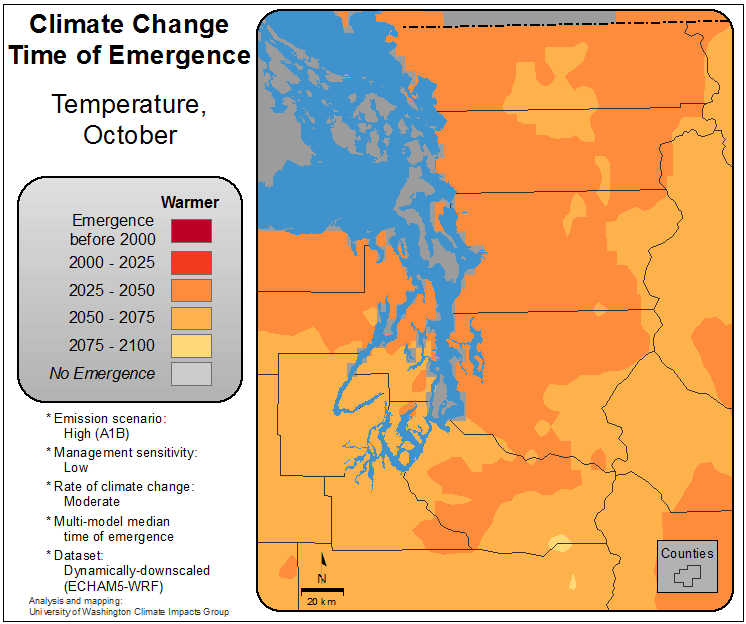 Climate Change
Time of Emergence
Temperature,
October
Warmer
Emergence
before 2000
2000 - 2025
2025 - 2050
2050 - 2075
2075 - 2100
No Emergence
* Emission scenario:
High (A1B)
* Management sensitivity:
Low
* Rate of climate change:
Moderate
* Multi-model median
time of emergence
* Dataset:
Dynamically-downscaled
(ECHAM5-WRF)
Analysis and mapping:
University of Washington Climate Impacts Group
N
20 km
Counties